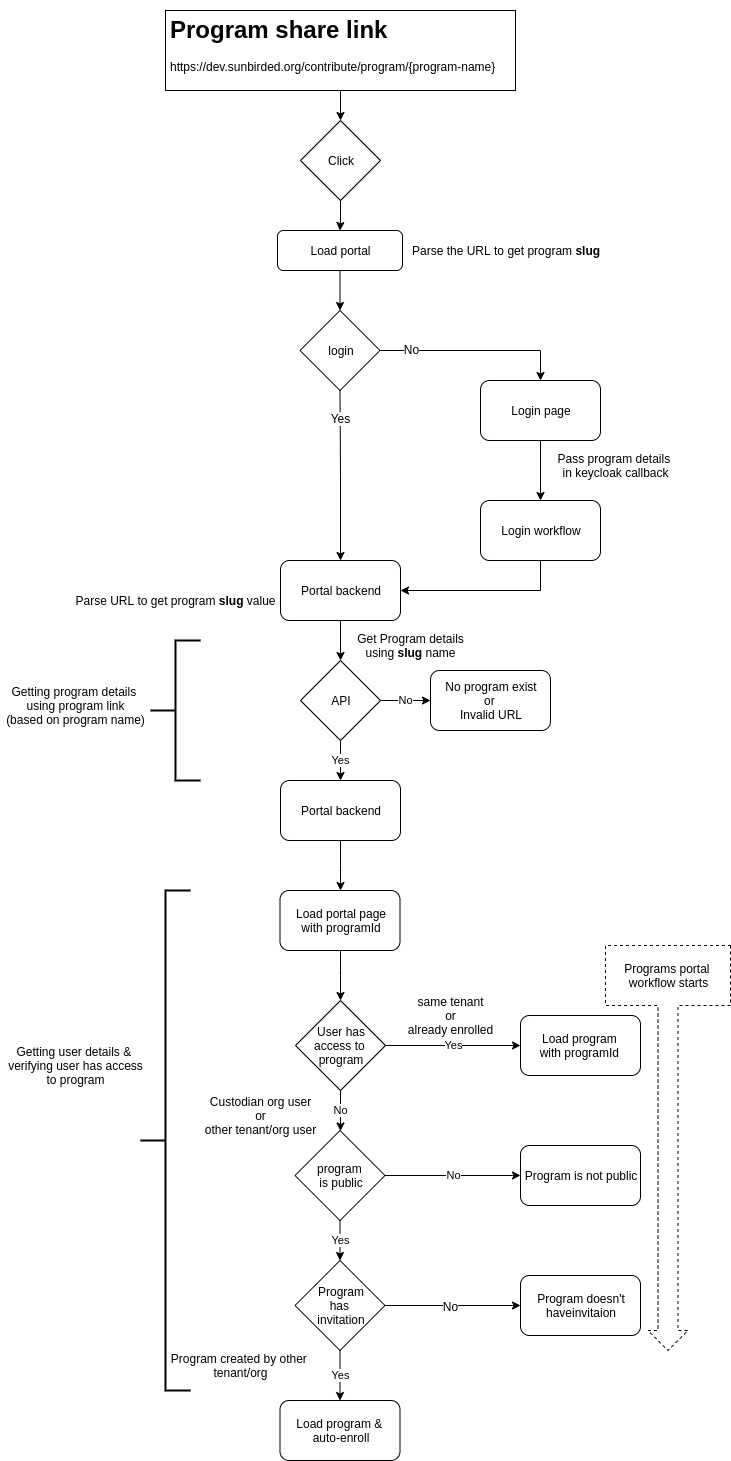 Program share link
https://dev.sunbirded.org/contribute/program/{program-name}
Click
Load portal
Parse the URL to get program slug
login
No
Login page
Yes
Pass program details
in keycloak callback
Login workflow
Portal backend
Parse URL to get program slug value
Get Program details
using slug name
Getting program details
using program link
(based on program name)
API
No
No program exist
or
Invalid URL
Yes
Portal backend
Load portal page
with programId
Programs portal
workflow starts
same tenant
or
already enrolled
User has
access to
program
Yes
Load program
with programId
Getting user details &
verifying user has access
to program
Custodian org user
or
other tenant/org user
No
program
is public
No
Program is not public
Yes
Program
has
invitation
No
Program doesn't
haveinvitaion
Program created by other
tenant/org
Yes
Load program &
auto-enroll